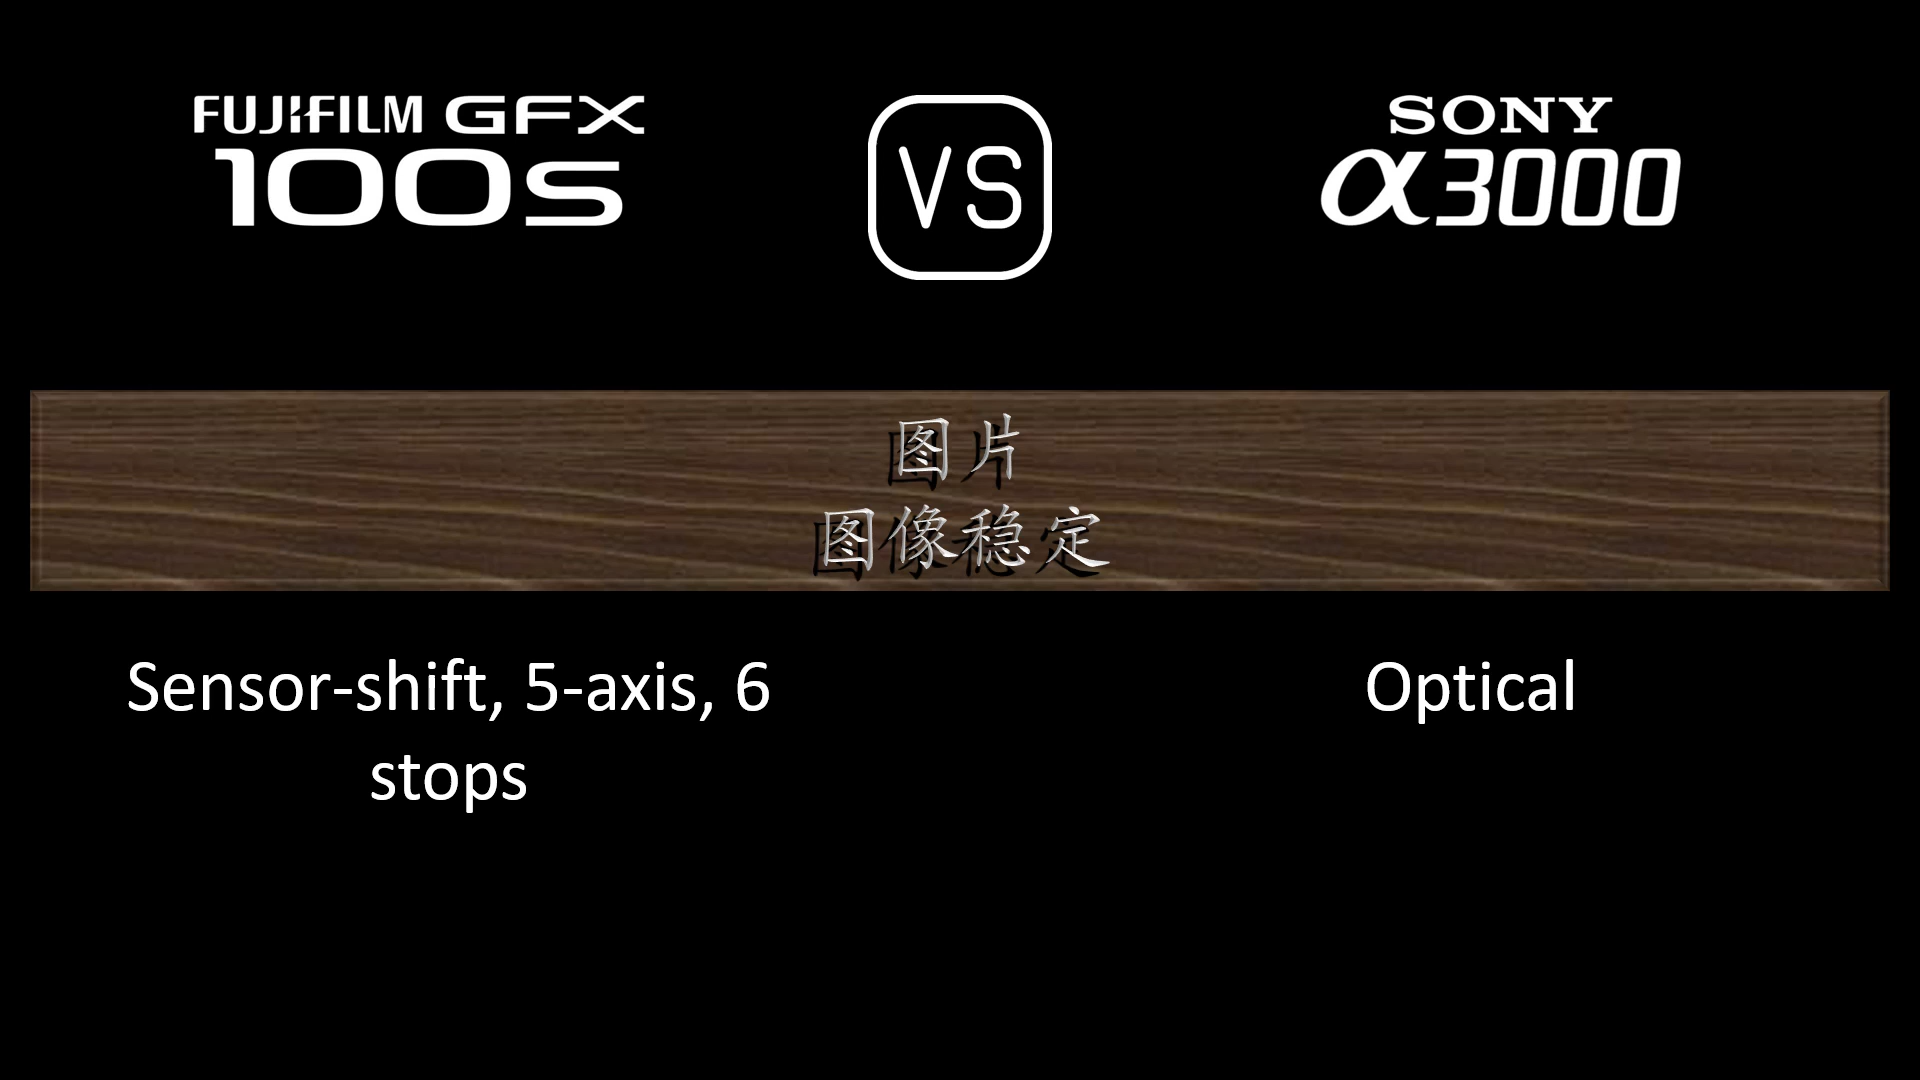 FUJIFILM GFX
100S
VS
SONY
α3000
图片
图像稳定
Sensor-shift, 5-axis, 6
stops
Optical